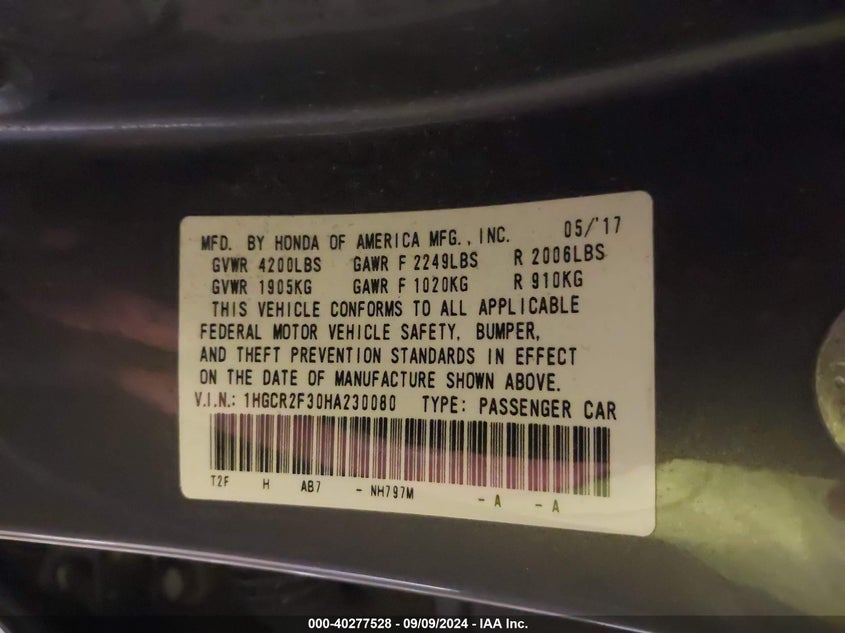 MFD. BY HONDA OF AMERICA MFG., INC. 05/'17
GVWR 4200LBS GAWR F 2249LBS R 2006LBS
GVWR 1905KG GAWR F 1020KG R 910KG
THIS VEHICLE CONFORMS TO ALL APPLICABLE
FEDERAL MOTOR VEHICLE SAFETY, BUMPER,
AND THEFT PREVENTION STANDARDS IN EFFECT
ON THE DATE OF MANUFACTURE SHOWN ABOVE.
V.I.N.: 1HGCR2F30HA230080 TYPE: PASSENGER CAR
T2F H AB7 - NH797M - A - A
000-40277528 - 09/09/2024 - IAA Inc.